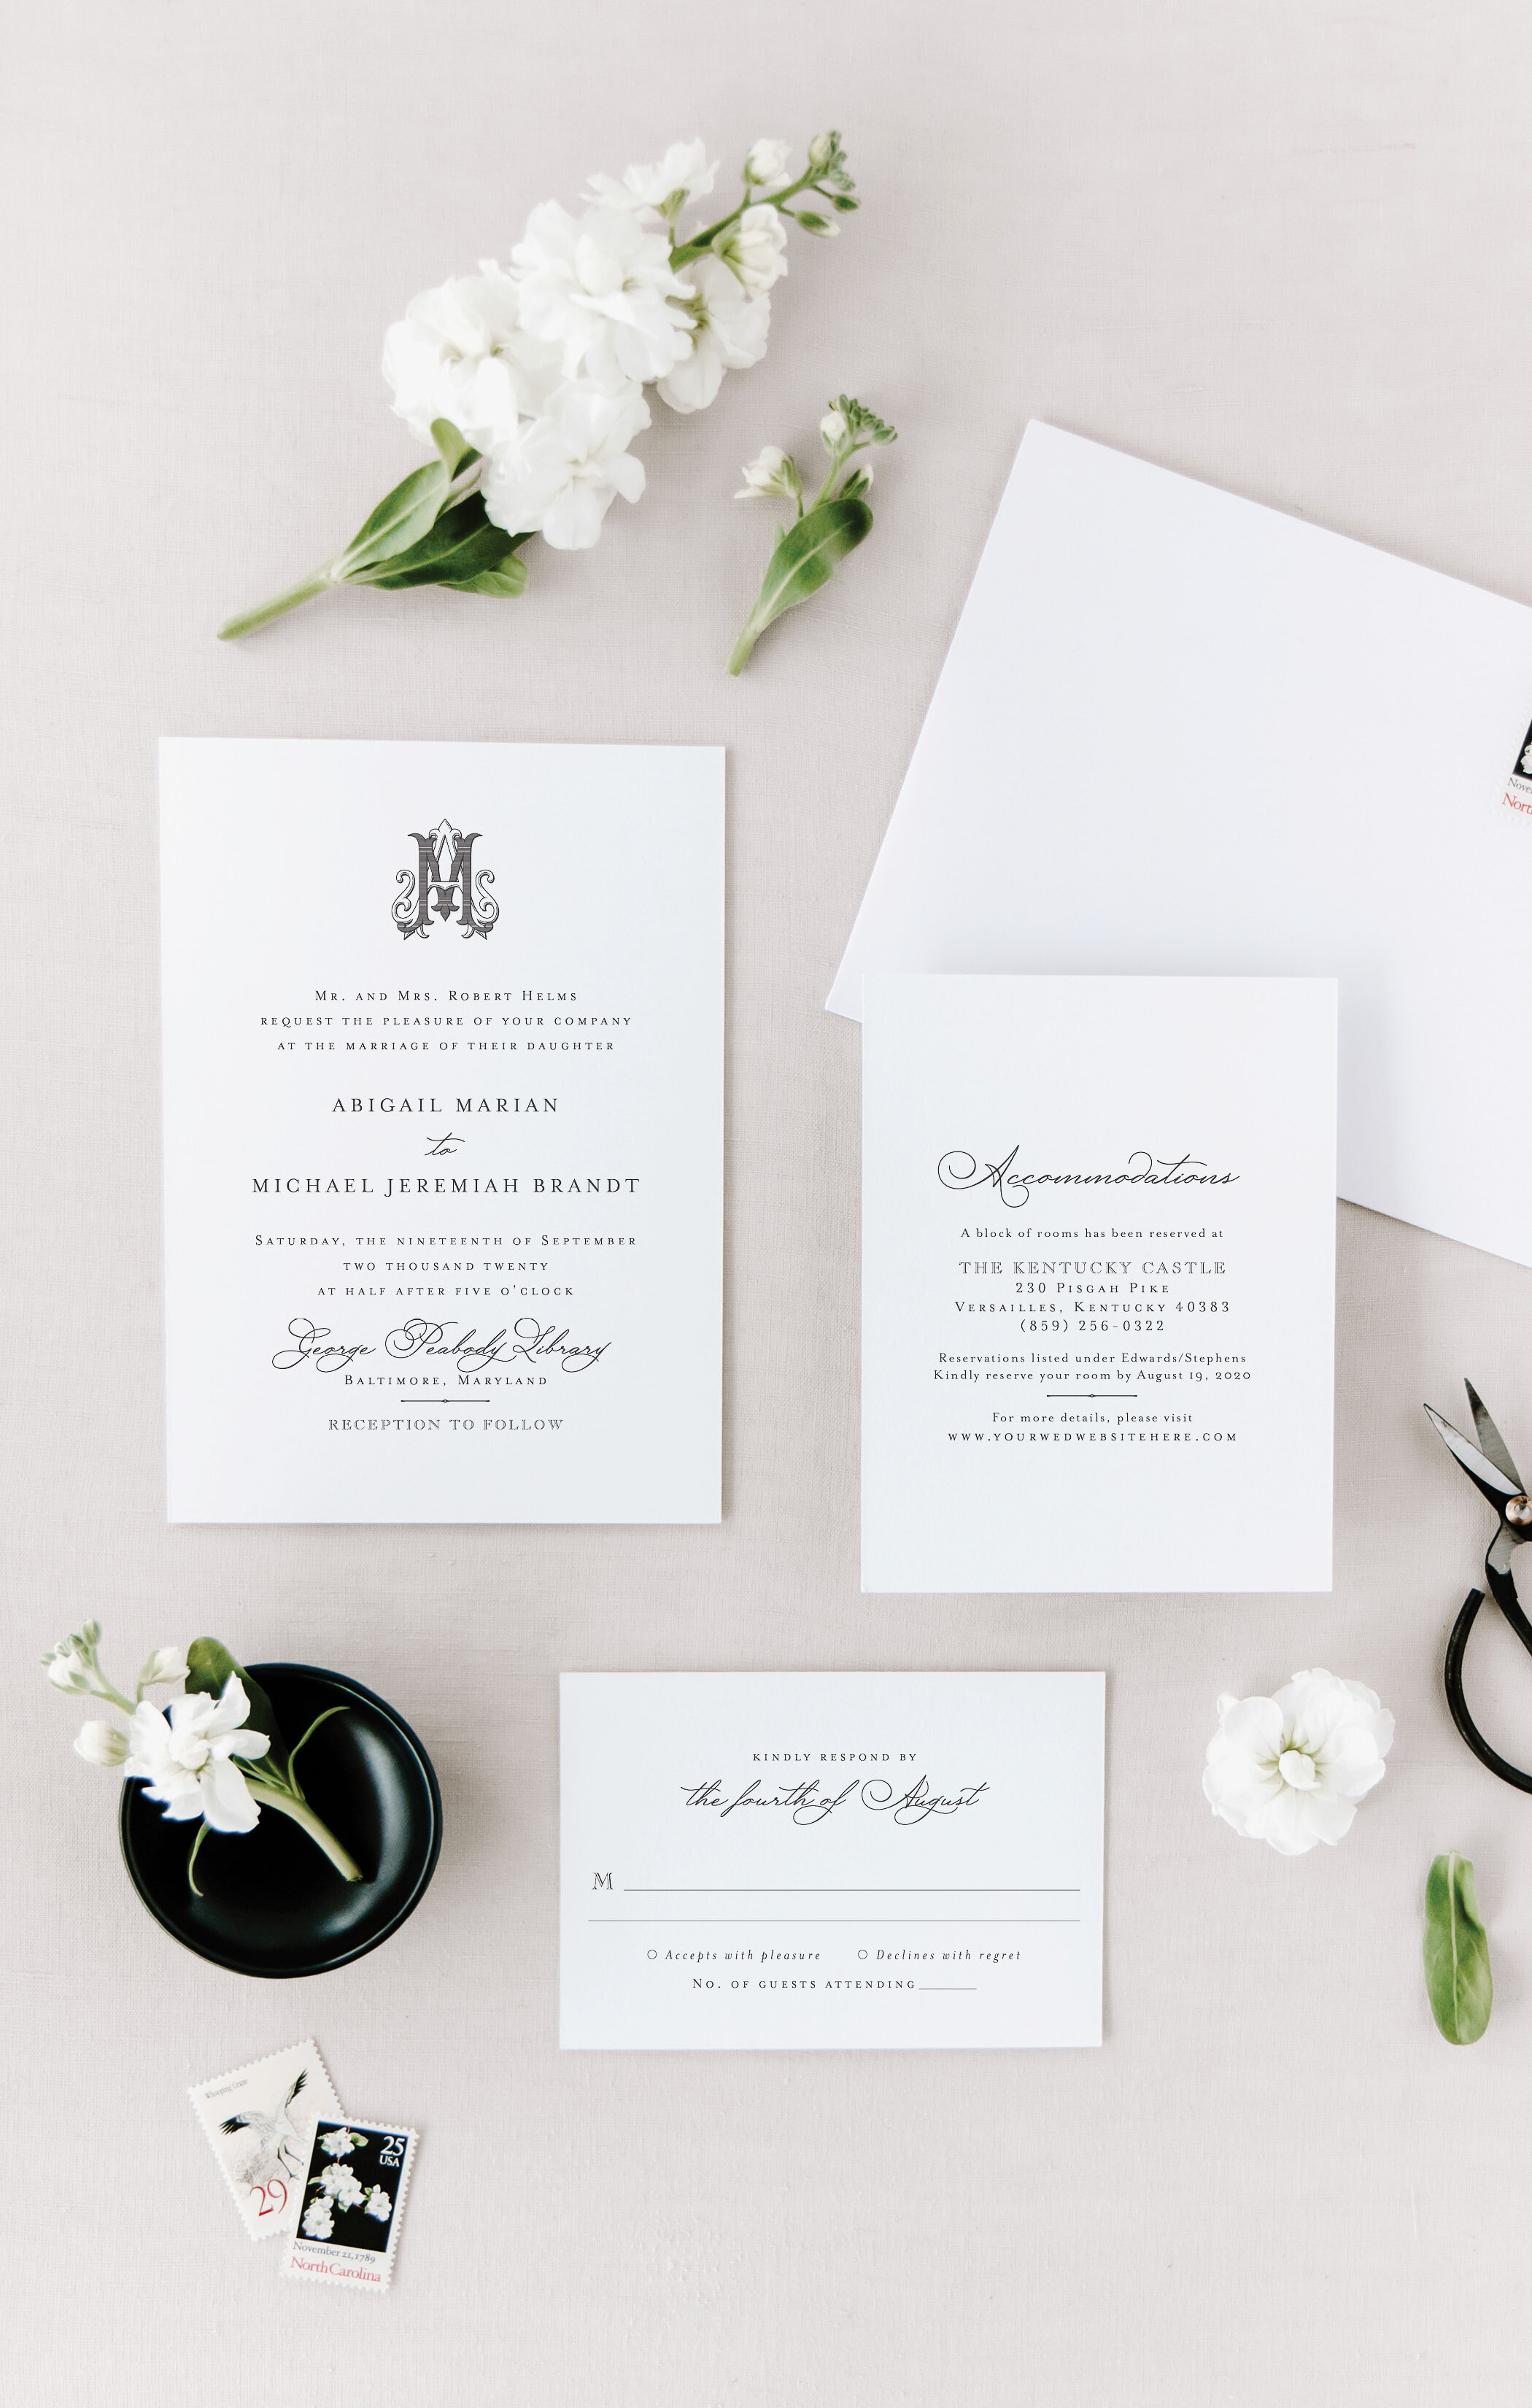 Mr. and Mrs. Robert Helms
request the pleasure of your company
at the marriage of their daughter
ABIGAIL MARIAN
to
MICHAEL JEREMIAH BRANDT
Saturday, the nineteenth of September
two thousand twenty
at half after five o'clock
George Peabody Library
Baltimore, Maryland
RECEPTION TO FOLLOW
Accommodations
A block of rooms has been reserved at
THE KENTUCKY CASTLE
230 Pisgah Pike
Versailles, Kentucky 40383
(859) 256-0322
Reservations listed under Edwards/Stephens
Kindly reserve your room by August 19, 2020
For more details, please visit
www.yourwedwebsitehere.com
kindly respond by
the fourth of August
M
Accepts with pleasure Declines with regret
No. of guests attending
Whooping Crane
29
25
USA
November 21, 1789
North Carolina
Nove
Nort